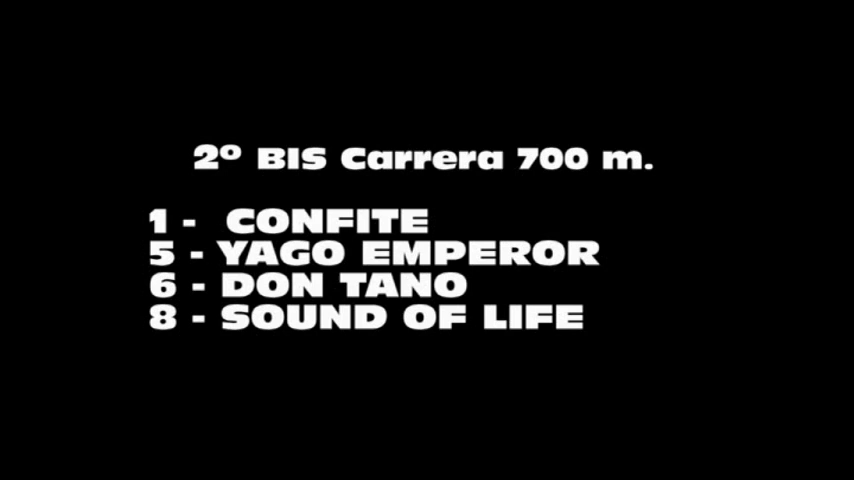 2º BIS Carrera 700 m.
1 - CONFITE
5 - YAGO EMPEROR
6 - DON TANO
8 - SOUND OF LIFE